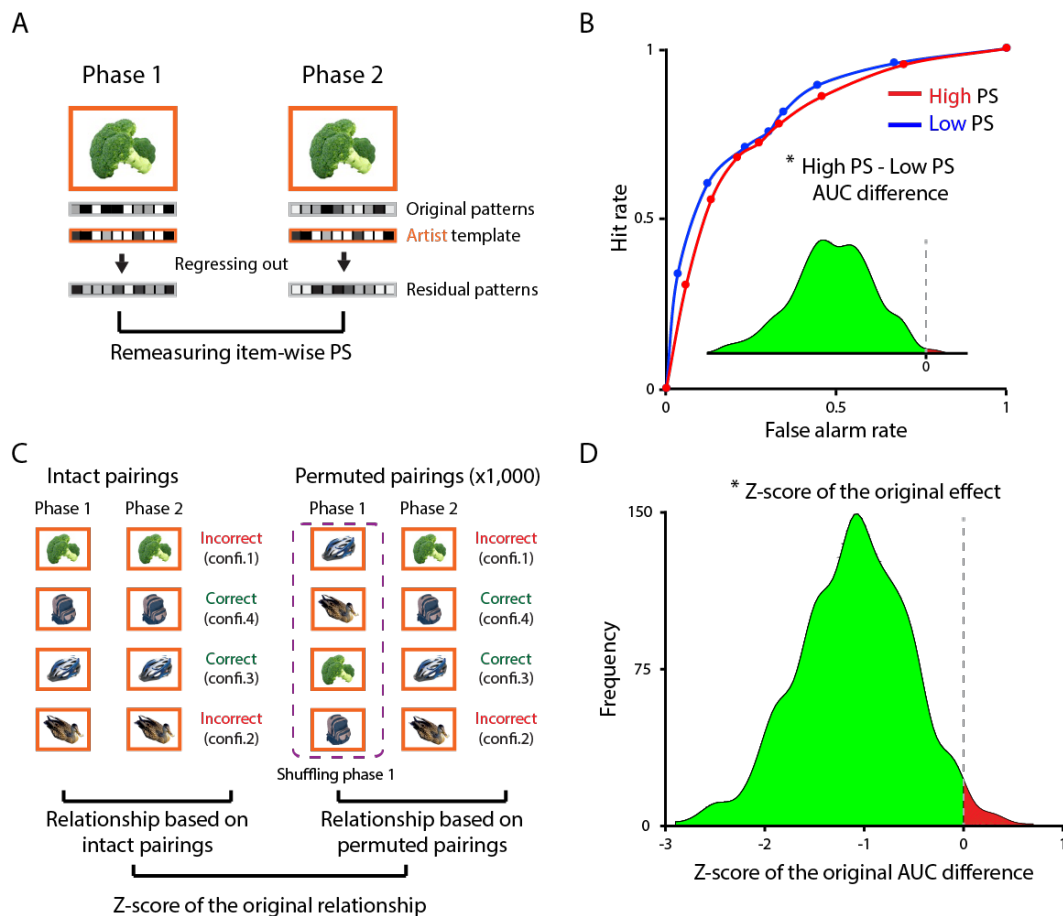 A
Phase 1
Phase 2
Original patterns
Artist template
Regressing out
Residual patterns
Remeasuring item-wise PS
B
1
High PS
Low PS
* High PS - Low PS
AUC difference
Hit rate
0.5
0
0
0
0.5
1
False alarm rate
C
Intact pairings
Permuted pairings (x1,000)
Phase 1
Phase 2
Phase 1
Phase 2
Incorrect
(confi.1)
Incorrect
(confi.1)
Correct
(confi.4)
Correct
(confi.4)
Correct
(confi.3)
Correct
(confi.3)
Incorrect
(confi.2)
Incorrect
(confi.2)
Shuffling phase 1
Relationship based on
intact pairings
Relationship based on
permuted pairings
Z-score of the original relationship
D
* Z-score of the original effect
150
75
0
Frequency
-3
-2
-1
0
1
Z-score of the original AUC difference